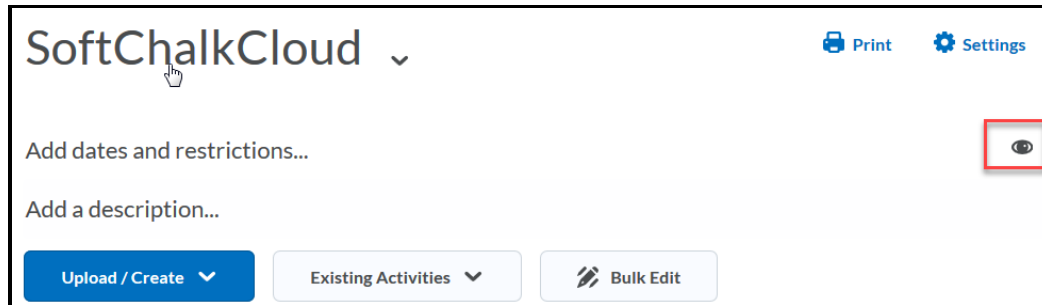 SoftChalkCloud
Print
Settings
Add dates and restrictions...
Add a description...
Upload / Create
Existing Activities
Bulk Edit